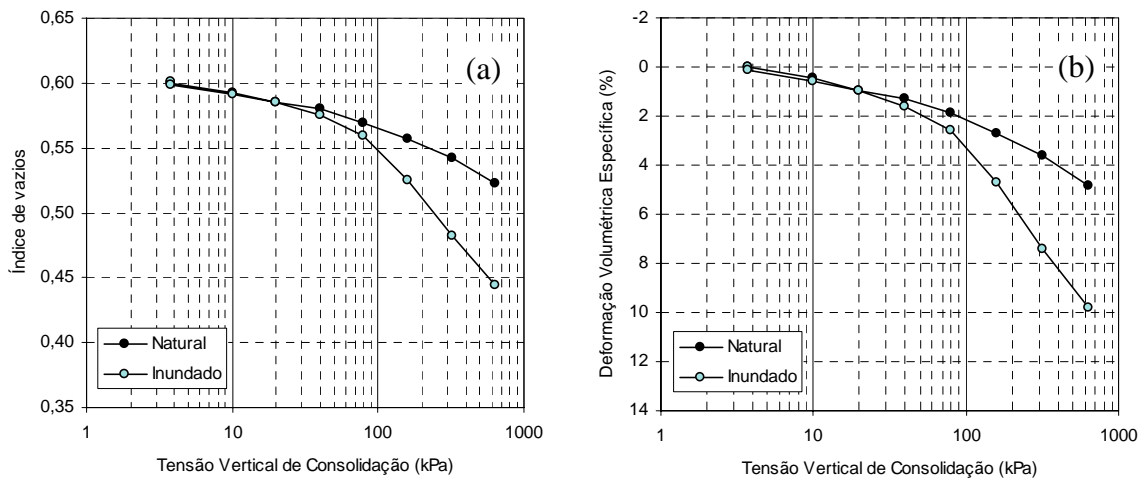 0,65
0,60
0,55
0,50
0,45
0,40
0,35
Índice de vazios
(a)
Natural
Inundado
1 10 100 1000
Tensão Vertical de Consolidação (kPa)
-2
0
2
4
6
8
10
12
14
Deformação Volumétrica Específica (%)
(b)
Natural
Inundado
1 10 100 1000
Tensão Vertical de Consolidação (kPa)